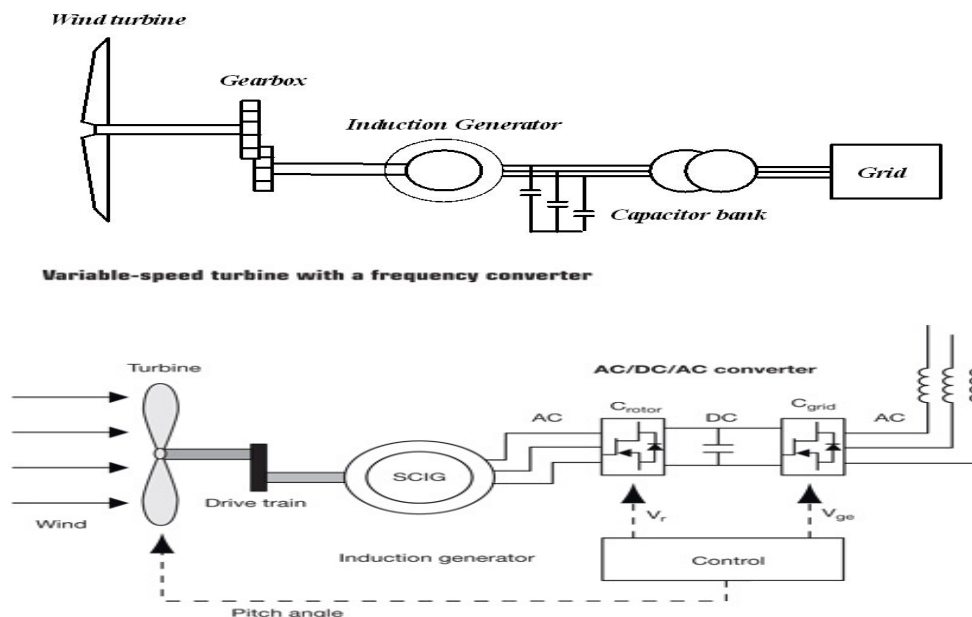 Wind turbine
Gearbox
Induction Generator
Grid
Capacitor bank
Variable-speed turbine with a frequency converter
Turbine
AC/DC/AC converter
AC
Crotor
DC
Cgrid
AC
SCIG
Drive train
Wind
Vr
Vge
Induction generator
Control
Pitch angle